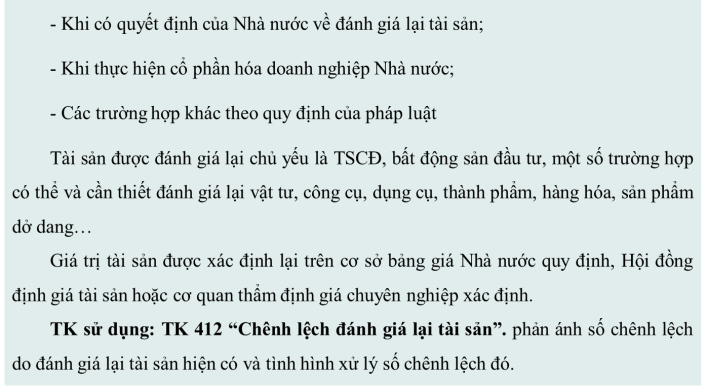 - Khi có quyết định của Nhà nước về đánh giá lại tài sản;
- Khi thực hiện cổ phần hóa doanh nghiệp Nhà nước;
- Các trường hợp khác theo quy định của pháp luật
Tài sản được đánh giá lại chủ yếu là TSCĐ, bất động sản đầu tư, một số trường hợp
có thể và cần thiết đánh giá lại vật tư, công cụ, dụng cụ, thành phẩm, hàng hóa, sản phẩm
dở dang…
Giá trị tài sản được xác định lại trên cơ sở bảng giá Nhà nước quy định, Hội đồng
định giá tài sản hoặc cơ quan thẩm định giá chuyên nghiệp xác định.
TK sử dụng: TK 412 “Chênh lệch đánh giá lại tài sản”. phản ánh số chênh lệch
do đánh giá lại tài sản hiện có và tình hình xử lý số chênh lệch đó.